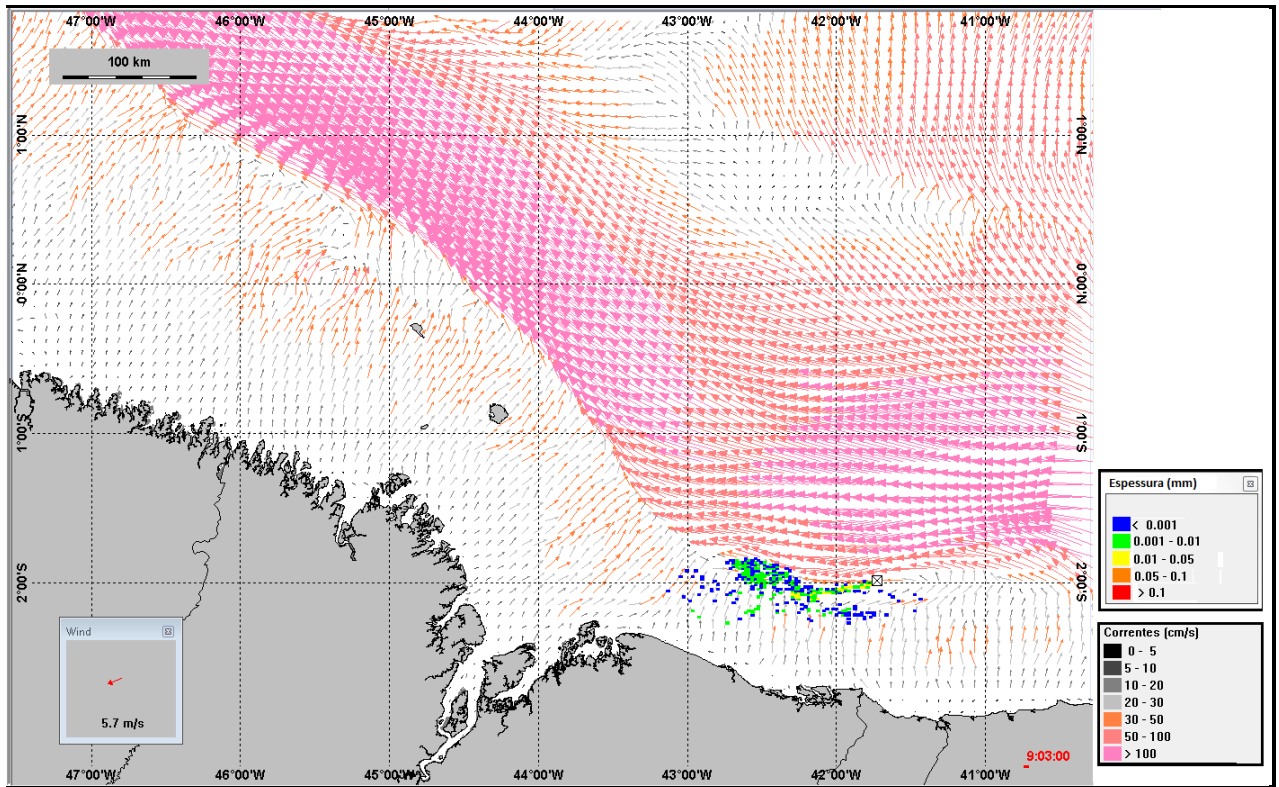 47°00'W 46°00'W 45°00'W 44°00'W 43°00'W 42°00'W 41°00'W
100 km
1°00'N
1°00'N
0°00'N
0°00'N
1°00'S
1°00'S
2°00'S
2°00'S
Espessura (mm)
< 0.001
0.001 - 0.01
0.01 - 0.05
0.05 - 0.1
> 0.1
Wind
5.7 m/s
Correntes (cm/s)
0 - 5
5 - 10
10 - 20
20 - 30
30 - 50
50 - 100
> 100
9:03:00
47°00'W 46°00'W 45°00'W 44°00'W 43°00'W 42°00'W 41°00'W